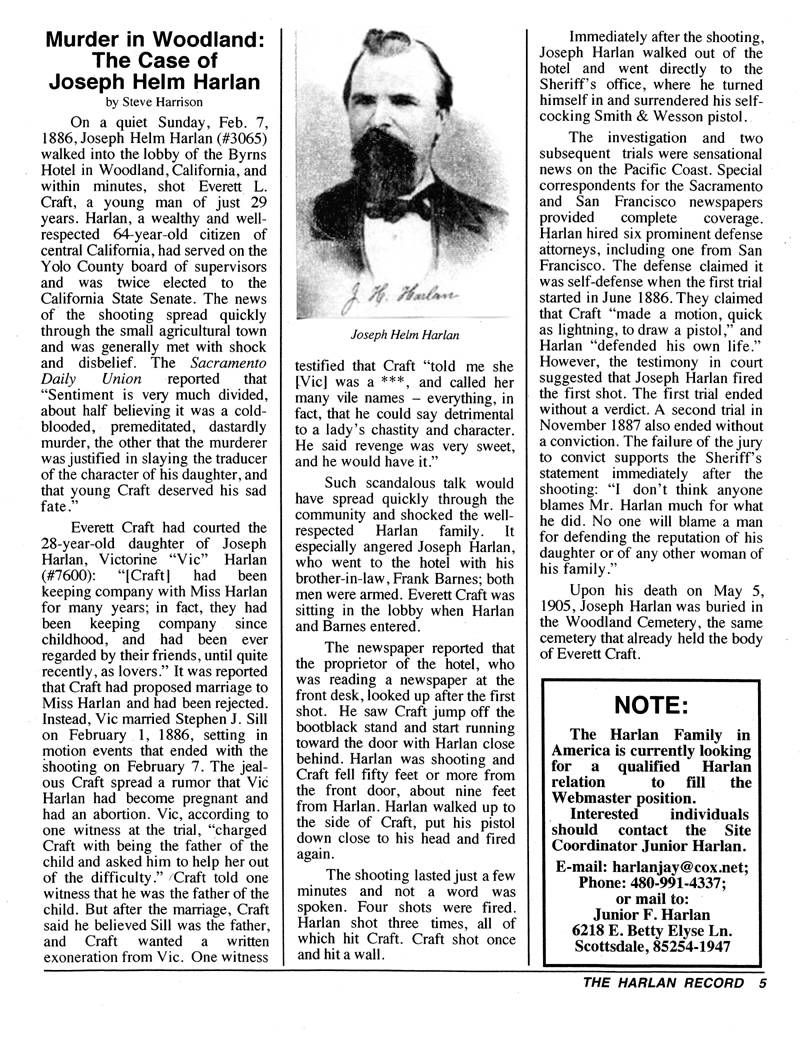 Murder in Woodland:
The Case of
Joseph Helm Harlan
by Steve Harrison
On a quiet Sunday, Feb. 7,
1886, Joseph Helm Harlan (#3065)
walked into the lobby of the Byrns
Hotel in Woodland, California, and
within minutes, shot Everett L.
Craft, a young man of just 29
years. Harlan, a wealthy and well-
respected 64-year-old citizen of
central California, had served on the
Yolo County board of supervisors
and was twice elected to the
California State Senate. The news
of the shooting spread quickly
through the small agricultural town
and was generally met with shock
and disbelief. The Sacramento
Daily Union reported that
“Sentiment is very much divided,
about half believing it was a cold-
blooded, premeditated, dastardly
murder, the other that the murderer
was justified in slaying the traducer
of the character of his daughter, and
that young Craft deserved his sad
fate.”
Everett Craft had courted the
28-year-old daughter of Joseph
Harlan, Victorine “Vic” Harlan
(#7600): “[Craft] had been
keeping company with Miss Harlan
for many years; in fact, they had
been keeping company since
childhood, and had been ever
regarded by their friends, until quite
recently, as lovers.” It was reported
that Craft had proposed marriage to
Miss Harlan and had been rejected.
Instead, Vic married Stephen J. Sill
on February 1, 1886, setting in
motion events that ended with the
shooting on February 7. The jeal-
ous Craft spread a rumor that Vic
Harlan had become pregnant and
had an abortion. Vic, according to
one witness at the trial, “charged
Craft with being the father of the
child and asked him to help her out
of the difficulty.” Craft told one
witness that he was the father of the
child. But after the marriage, Craft
said he believed Sill was the father,
and Craft wanted a written
exoneration from Vic. One witness
J. H. Harlan
Joseph Helm Harlan
testified that Craft “told me she
[Vic] was a ***, and called her
many vile names – everything, in
fact, that he could say detrimental
to a lady’s chastity and character.
He said revenge was very sweet,
and he would have it.”
Such scandalous talk would
have spread quickly through the
community and shocked the well-
respected Harlan family. It
especially angered Joseph Harlan,
who went to the hotel with his
brother-in-law, Frank Barnes; both
men were armed. Everett Craft was
sitting in the lobby when Harlan
and Barnes entered.
The newspaper reported that
the proprietor of the hotel, who
was reading a newspaper at the
front desk, looked up after the first
shot. He saw Craft jump off the
bootblack stand and start running
toward the door with Harlan close
behind. Harlan was shooting and
Craft fell fifty feet or more from
the front door, about nine feet
from Harlan. Harlan walked up to
the side of Craft, put his pistol
down close to his head and fired
again.
The shooting lasted just a few
minutes and not a word was
spoken. Four shots were fired.
Harlan shot three times, all of
which hit Craft. Craft shot once
and hit a wall.
Immediately after the shooting,
Joseph Harlan walked out of the
hotel and went directly to the
Sheriff’s office, where he turned
himself in and surrendered his self-
cocking Smith & Wesson pistol.
The investigation and two
subsequent trials were sensational
news on the Pacific Coast. Special
correspondents for the Sacramento
and San Francisco newspapers
provided complete coverage.
Harlan hired six prominent defense
attorneys, including one from San
Francisco. The defense claimed it
was self-defense when the first trial
started in June 1886. They claimed
that Craft “made a motion, quick
as lightning, to draw a pistol,” and
Harlan “defended his own life.”
However, the testimony in court
suggested that Joseph Harlan fired
the first shot. The first trial ended
without a verdict. A second trial in
November 1887 also ended without
a conviction. The failure of the jury
to convict supports the Sheriff’s
statement immediately after the
shooting: “I don’t think anyone
blames Mr. Harlan much for what
he did. No one will blame a man
for defending the reputation of his
daughter or of any other woman of
his family.”
Upon his death on May 5,
1905, Joseph Harlan was buried in
the Woodland Cemetery, the same
cemetery that already held the body
of Everett Craft.
NOTE:
The Harlan Family in
America is currently looking
for a qualified Harlan
relation to fill the
Webmaster position.
Interested individuals
should contact the Site
Coordinator Junior Harlan.
E-mail: harlanjay@cox.net;
Phone: 480-991-4337;
or mail to:
Junior F. Harlan
6218 E. Betty Elyse Ln.
Scottsdale, 85254-1947
THE HARLAN RECORD 5